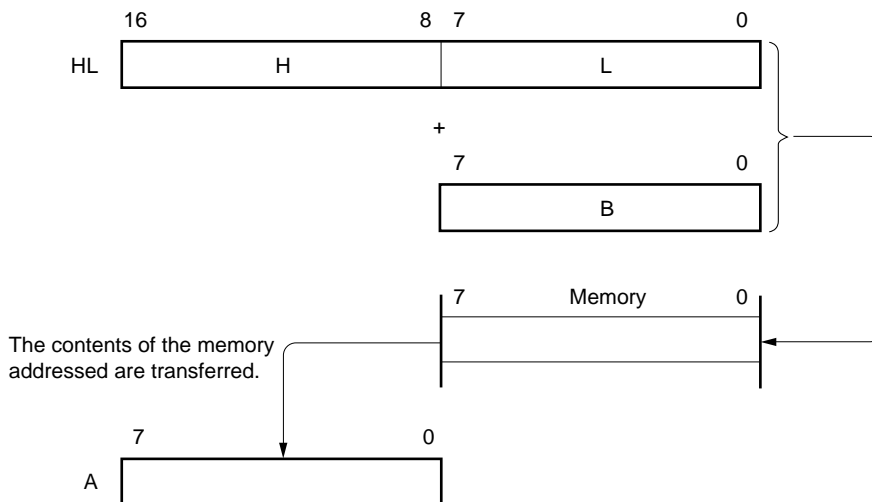 16 8 7 0
HL H L
+
7 0
B
7 Memory 0
The contents of the memory
addressed are transferred.
7 0
A